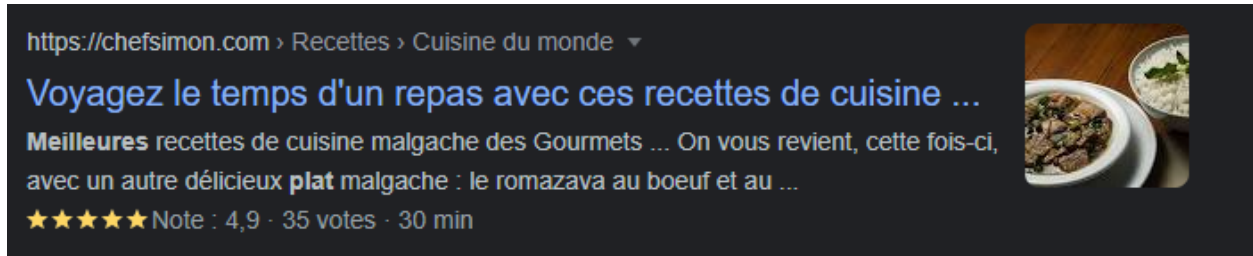 https://chefsimon.com › Recettes › Cuisine du monde
Voyagez le temps d'un repas avec ces recettes de cuisine ...
Meilleures recettes de cuisine malgache des Gourmets ... On vous revient, cette fois-ci,
avec un autre délicieux plat malgache : le romazava au boeuf et au ...
Note : 4,9 · 35 votes · 30 min